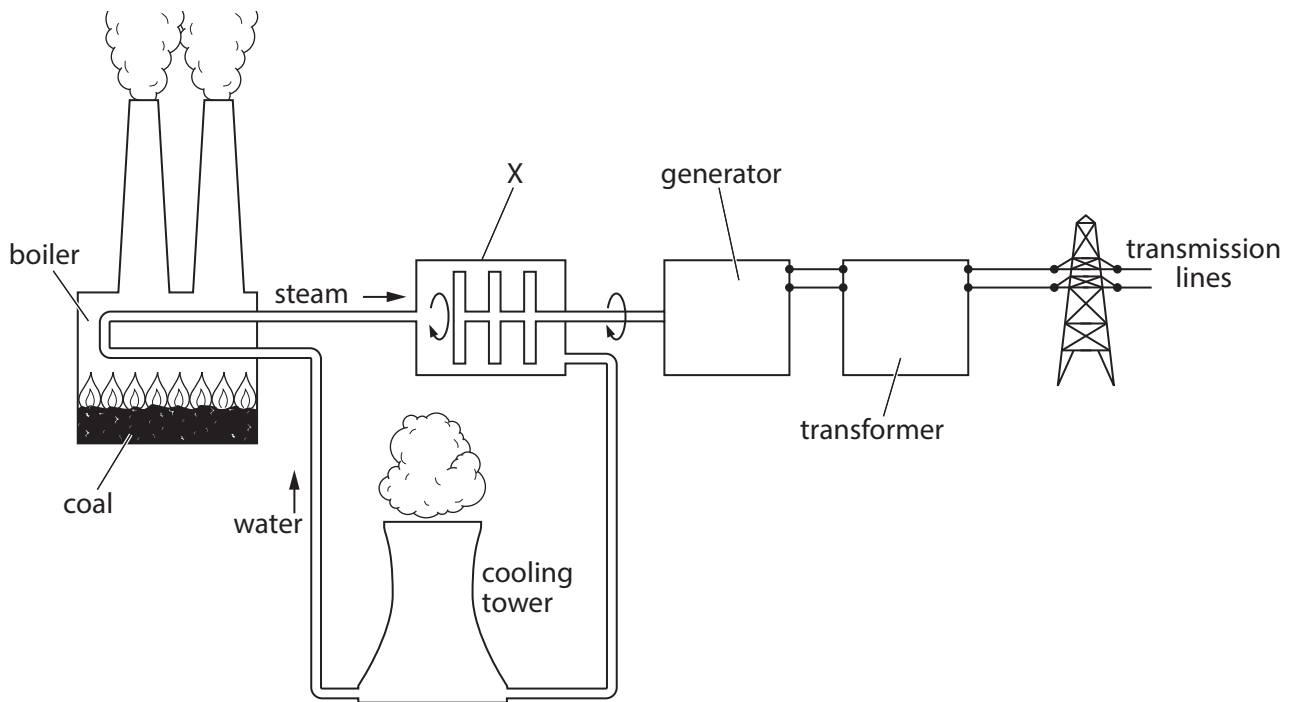 X
generator
boiler
steam
transmission
lines
transformer
coal
water
cooling
tower